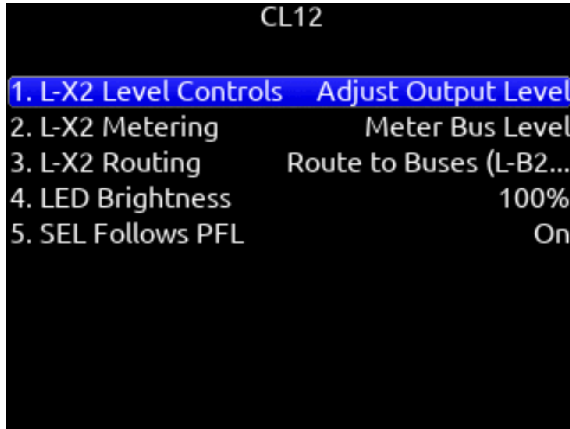 CL12
1. L-X2 Level Controls Adjust Output Level
2. L-X2 Metering Meter Bus Level
3. L-X2 Routing Route to Buses (L-B2...
4. LED Brightness 100%
5. SEL Follows PFL On